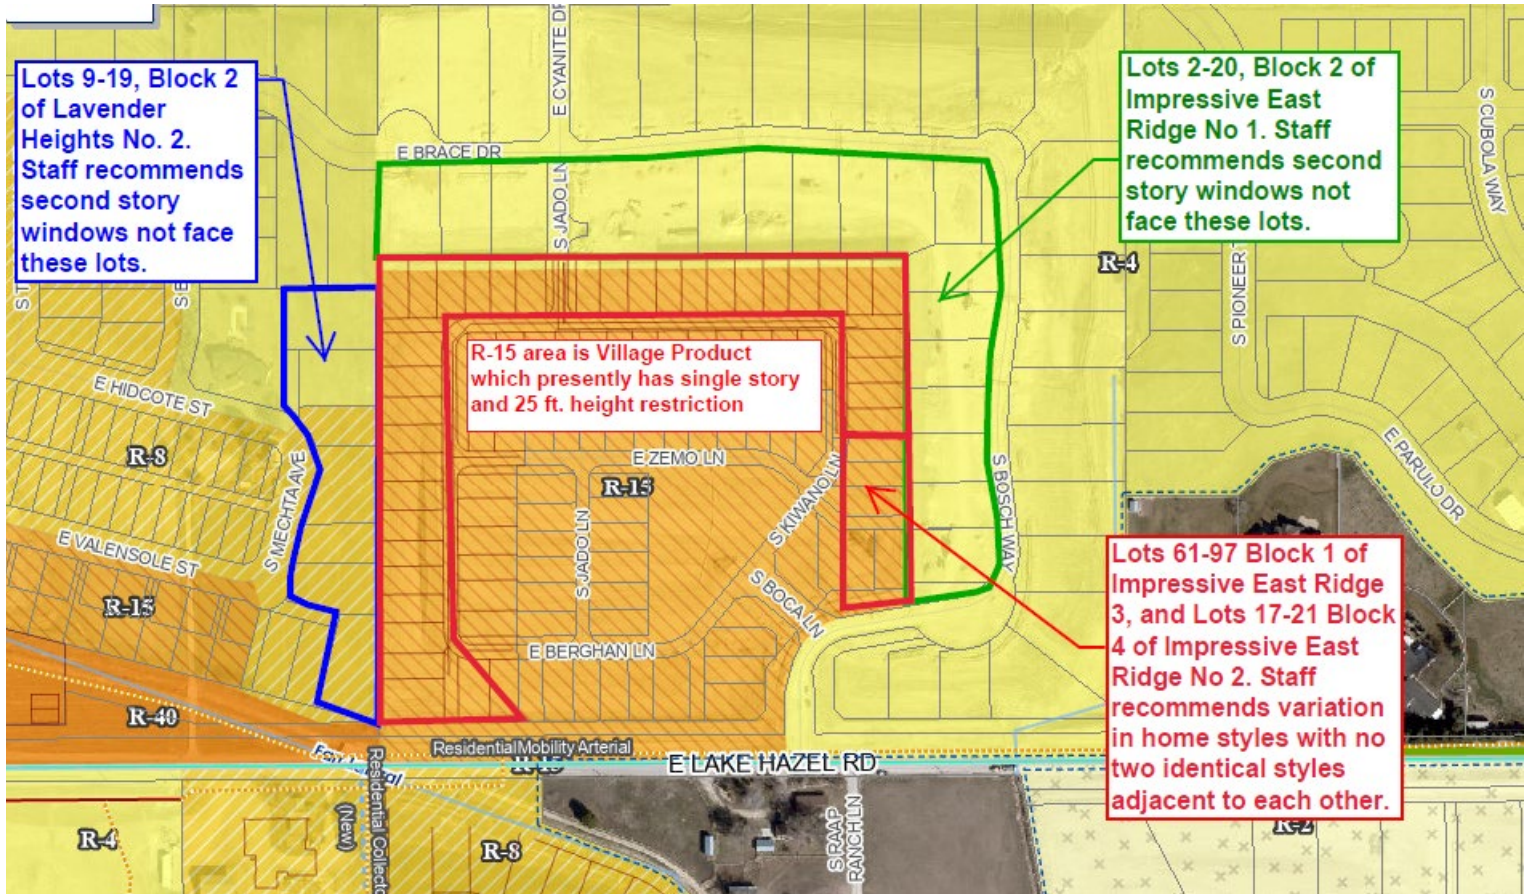 Lots 9-19, Block 2
of Lavender
Heights No. 2.
Staff recommends
second story
windows not face
these lots.
E CYANITE DR
Lots 2-20, Block 2 of
Impressive East
Ridge No 1. Staff
recommends second
story windows not
face these lots.
S CUBOLA WAY
E BRACE DR
S JADO LN
R-4
S PIONEER
R-15 area is Village Product
which presently has single story
and 25 ft. height restriction
E HIDCOTE ST
R-8
S MECHTA AVE
E ZEMO LN
R-15
S KIWANO LN
S JADO LN
S BOSCH WAY
E PARULO DR
E VALENSOLE ST
R-15
S BOCA LN
E BERGHAN LN
Lots 61-97 Block 1 of
Impressive East Ridge
3, and Lots 17-21 Block
4 of Impressive East
Ridge No 2. Staff
recommends variation
in home styles with no
two identical styles
adjacent to each other.
R-40
Residential Mobility Arterial
E LAKE HAZEL RD
Residential Collecto
(New)
S RAAP
RANCH LN
R-4
R-8
R-2